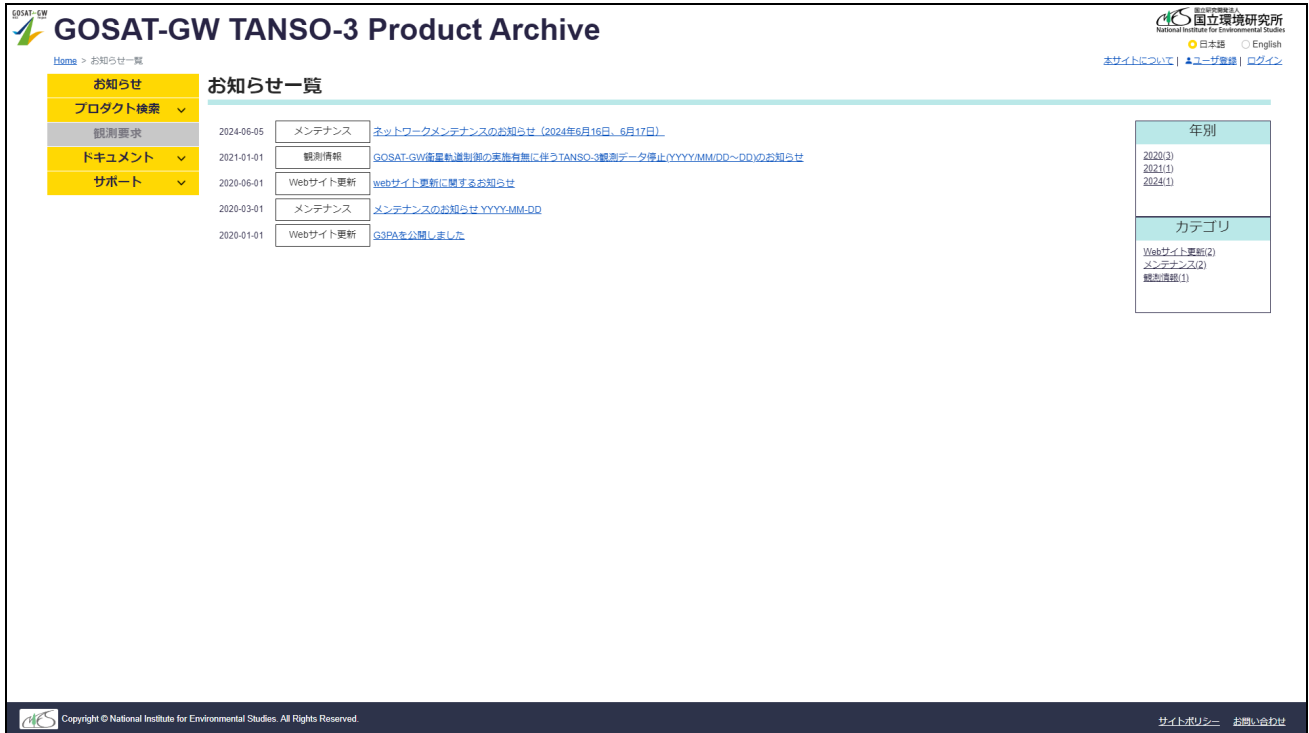 GOSAT-GW
GOSAT-GW TANSO-3 Product Archive
国立研究開発法人
国立環境研究所
National Institute for Environmental Studies
日本語 English
Home > お知らせ一覧
本サイトについて | ユーザ登録 | ログイン
お知らせ
プロダクト検索
観測要求
ドキュメント
サポート
お知らせ一覧
2024-06-05 メンテナンス ネットワークメンテナンスのお知らせ（2024年6月16日、6月17日）
2021-01-01 観測情報 GOSAT-GW衛星軌道制御の実施有無に伴うTANSO-3観測データ停止(YYYY/MM/DD～DD)のお知らせ
2020-06-01 Webサイト更新 webサイト更新に関するお知らせ
2020-03-01 メンテナンス メンテナンスのお知らせ YYYY-MM-DD
2020-01-01 Webサイト更新 G3PAを公開しました
年別
2020(3)
2021(1)
2024(1)
カテゴリ
Webサイト更新(2)
メンテナンス(2)
観測情報(1)
NIES Copyright © National Institute for Environmental Studies. All Rights Reserved.
サイトポリシー お問い合わせ